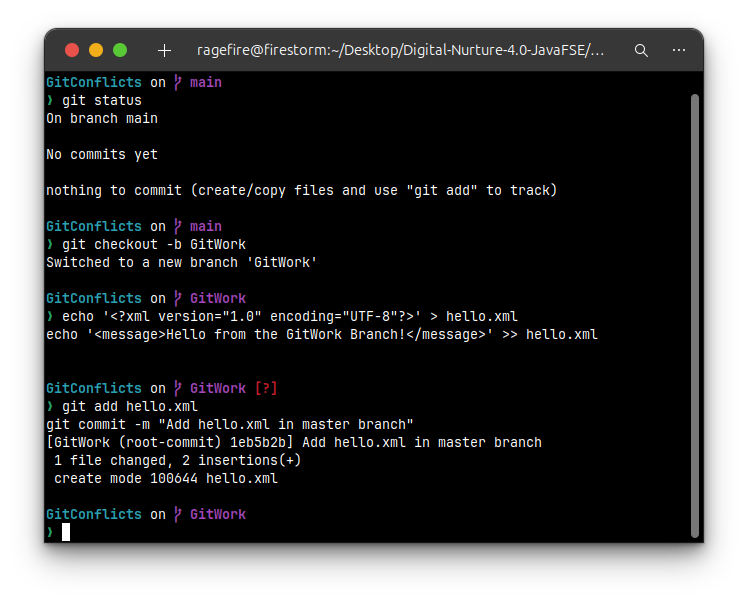 ragefire@firestorm:~/Desktop/Digital-Nurture-4.0-JavaFSE/...
GitConflicts on main
❯ git status
On branch main
No commits yet
nothing to commit (create/copy files and use "git add" to track)
GitConflicts on main
❯ git checkout -b GitWork
Switched to a new branch 'GitWork'
GitConflicts on GitWork
❯ echo '<?xml version="1.0" encoding="UTF-8"?>' > hello.xml
echo '<message>Hello from the GitWork Branch!</message>' >> hello.xml
GitConflicts on GitWork [?]
❯ git add hello.xml
git commit -m "Add hello.xml in master branch"
[GitWork (root-commit) 1eb5b2b] Add hello.xml in master branch
 1 file changed, 2 insertions(+)
 create mode 100644 hello.xml
GitConflicts on GitWork
❯